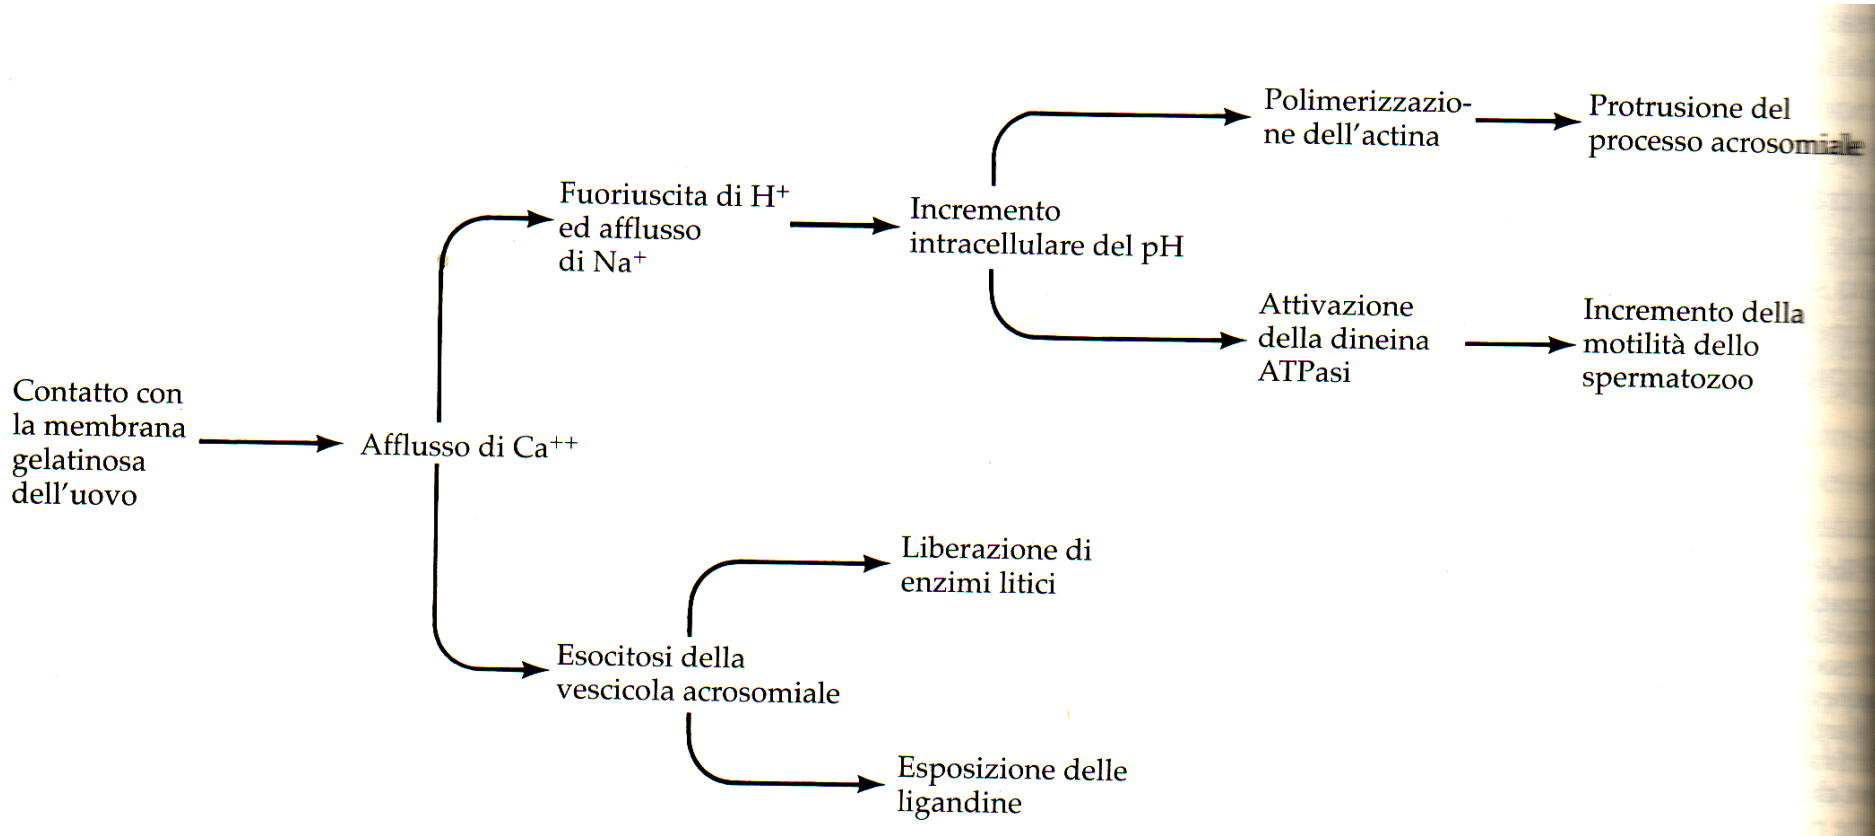 Contatto con
la membrana
gelatinosa
dell'uovo
Afflusso di Ca⁺⁺
Fuoriuscita di H⁺
ed afflusso
di Na⁺
Incremento
intracellulare del pH
Polimerizzazio-
ne dell'actina
Protrusione del
processo acrosomiale
Attivazione
della dineina
ATPasi
Incremento della
motilità dello
spermatozoo
Esocitosi della
vescicola acrosomiale
Liberazione di
enzimi litici
Esposizione delle
ligandine